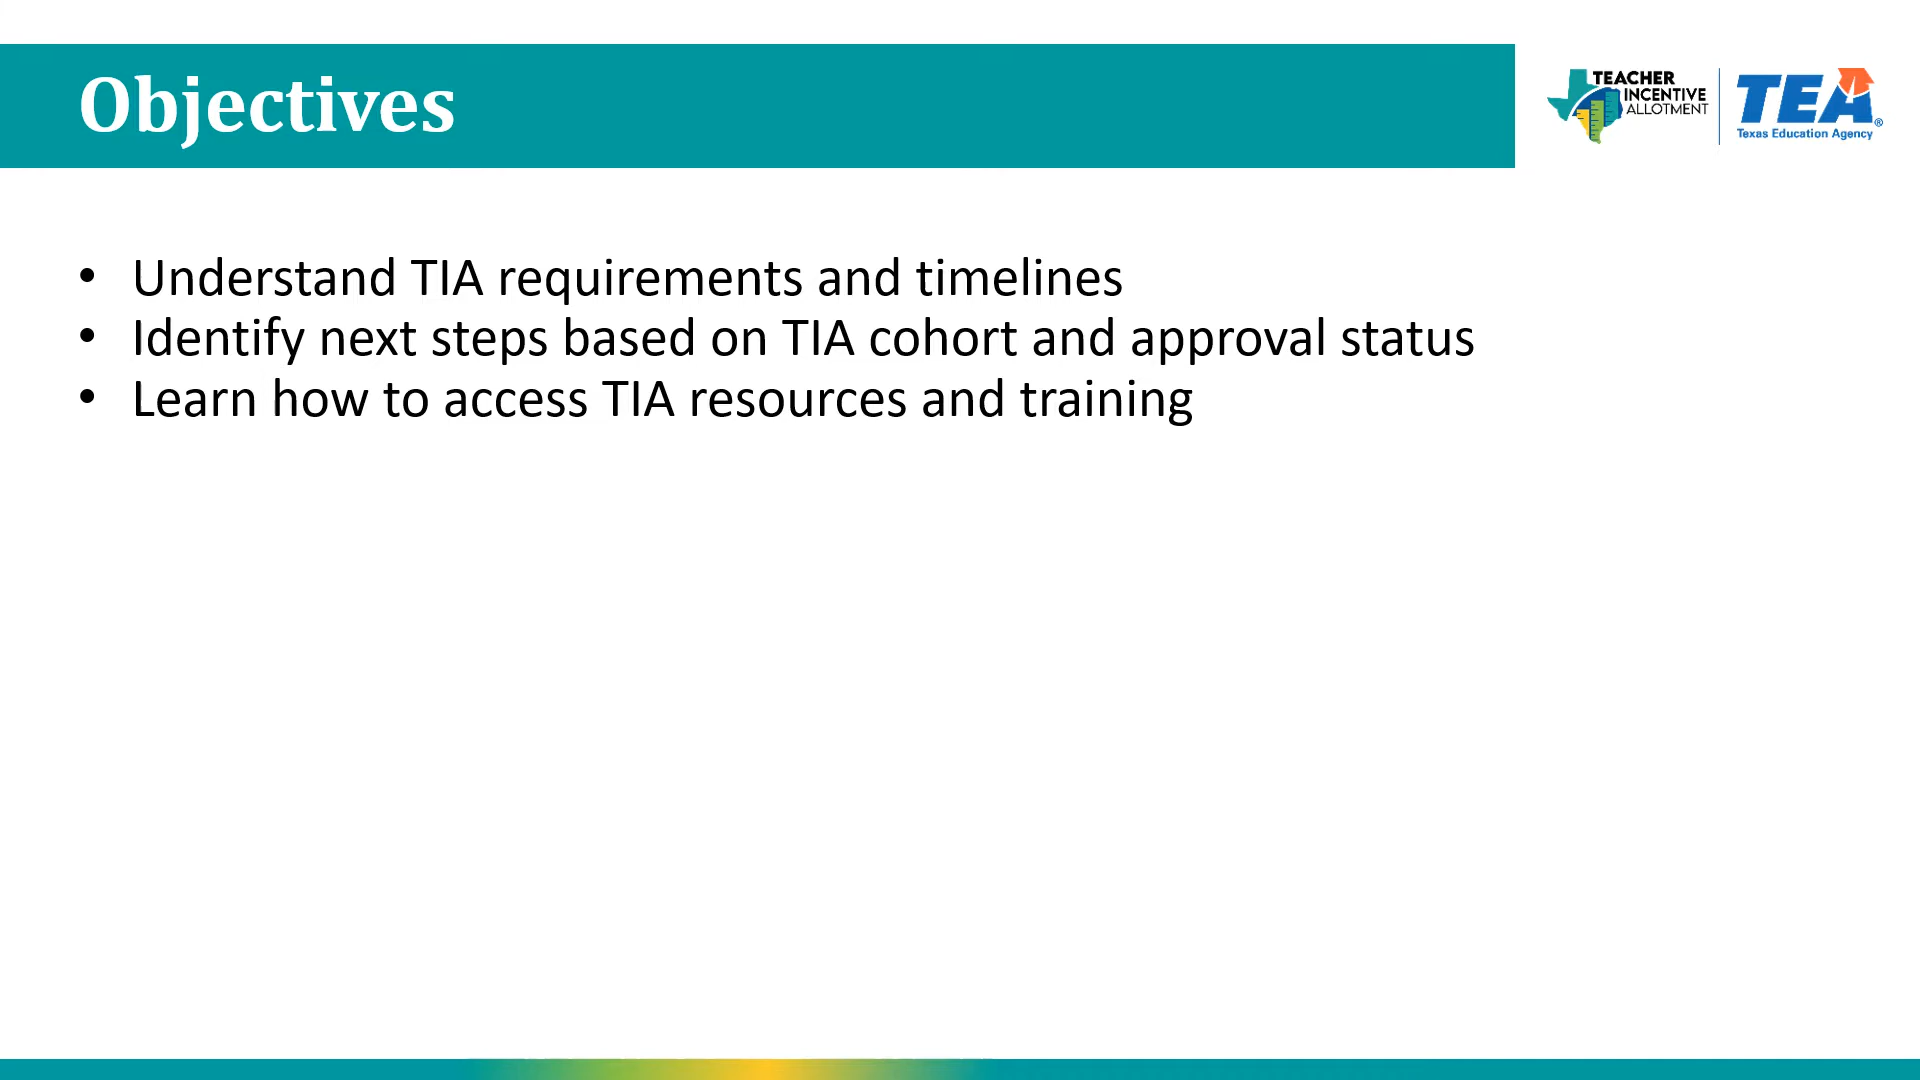 Objectives
TEACHER
INCENTIVE
ALLOTMENT
TEA®
Texas Education Agency
• Understand TIA requirements and timelines
• Identify next steps based on TIA cohort and approval status
• Learn how to access TIA resources and training